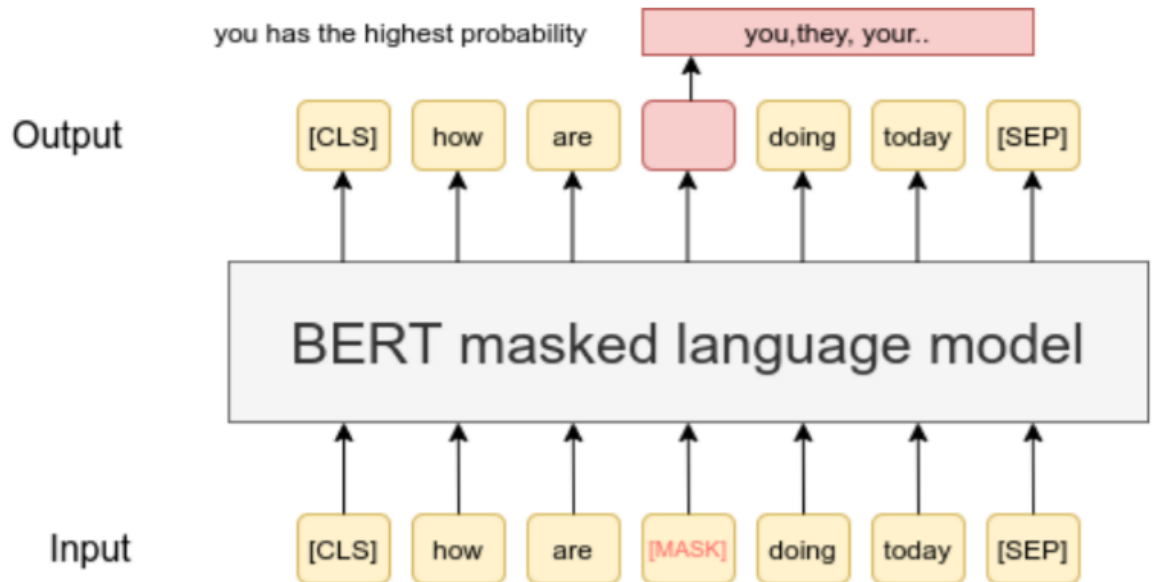 you has the highest probability you,they, your..
Output [CLS] how are doing today [SEP]
BERT masked language model
Input [CLS] how are [MASK] doing today [SEP]